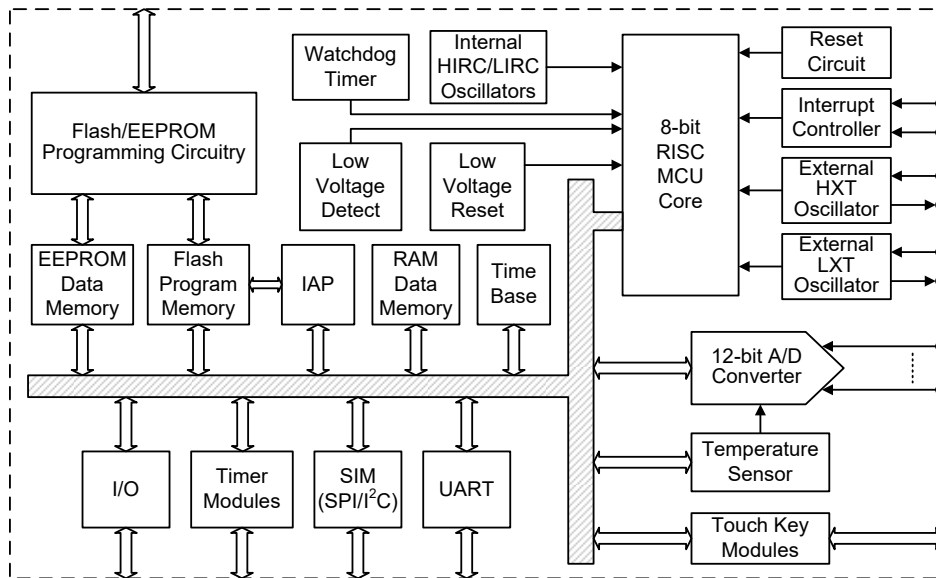 Watchdog
Timer
Internal
HIRC/LIRC
Oscillators
Reset
Circuit
Flash/EEPROM
Programming Circuitry
8-bit
RISC
MCU
Core
Interrupt
Controller
Low
Voltage
Detect
Low
Voltage
Reset
External
HXT
Oscillator
EEPROM
Data
Memory
Flash
Program
Memory
IAP
RAM
Data
Memory
Time
Base
External
LXT
Oscillator
12-bit A/D
Converter
I/O
Timer
Modules
SIM
(SPI/I²C)
UART
Temperature
Sensor
Touch Key
Modules